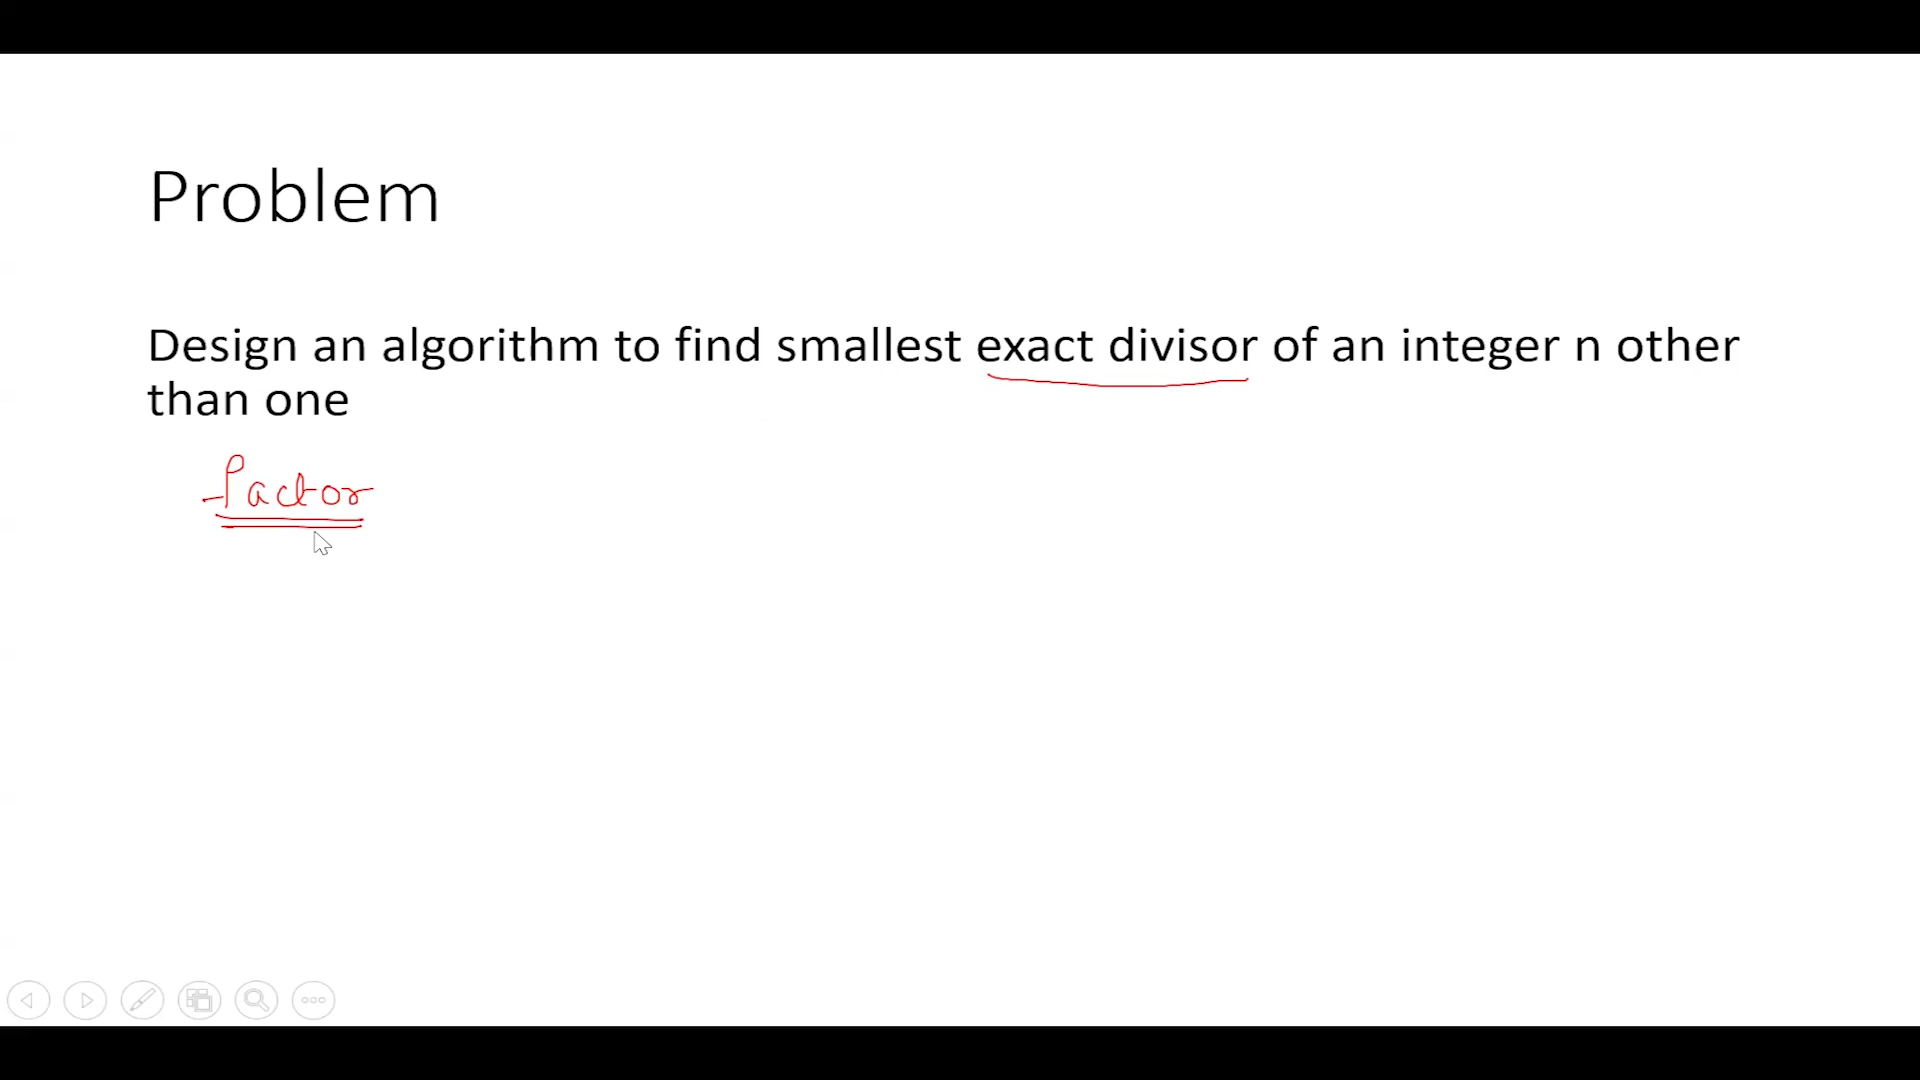 Problem
Design an algorithm to find smallest exact divisor of an integer n other
than one
factor